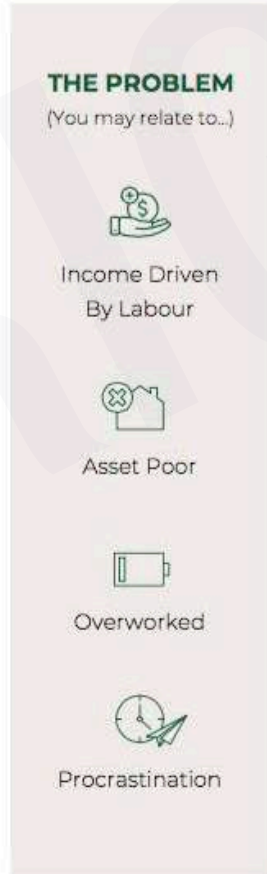 THE PROBLEM
(You may relate to...)
Income Driven
By Labour
Asset Poor
Overworked
Procrastination